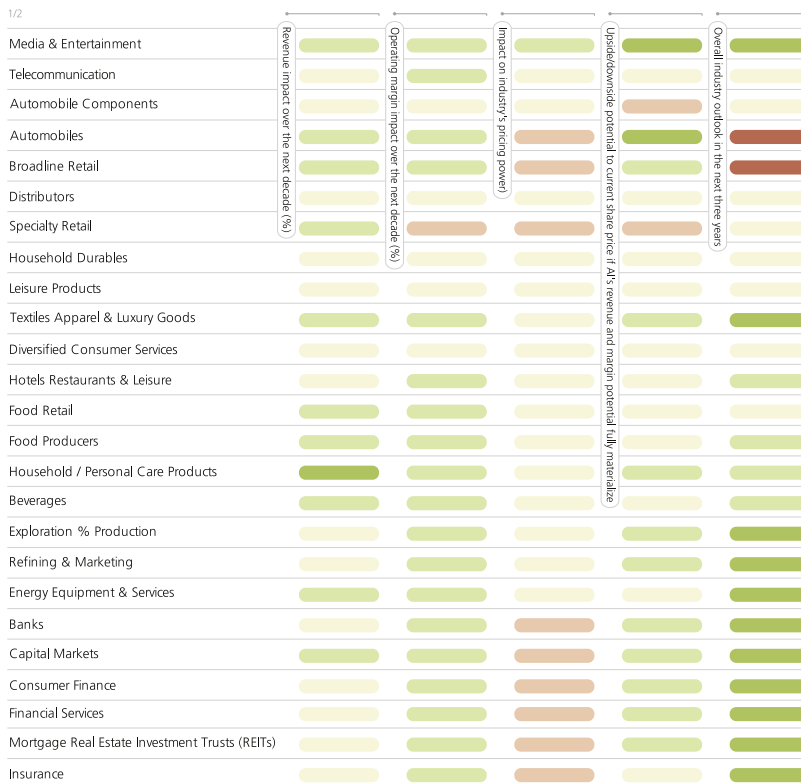 1/2
Revenue impact over the next decade (%)
Operating margin impact over the next decade (%)
Impact on industry's pricing power)
Upside/downside potential to current share price if AI's revenue and margin potential fully materialize
Overall industry outlook in the next three years
Media & Entertainment
Telecommunication
Automobile Components
Automobiles
Broadline Retail
Distributors
Specialty Retail
Household Durables
Leisure Products
Textiles Apparel & Luxury Goods
Diversified Consumer Services
Hotels Restaurants & Leisure
Food Retail
Food Producers
Household / Personal Care Products
Beverages
Exploration % Production
Refining & Marketing
Energy Equipment & Services
Banks
Capital Markets
Consumer Finance
Financial Services
Mortgage Real Estate Investment Trusts (REITs)
Insurance